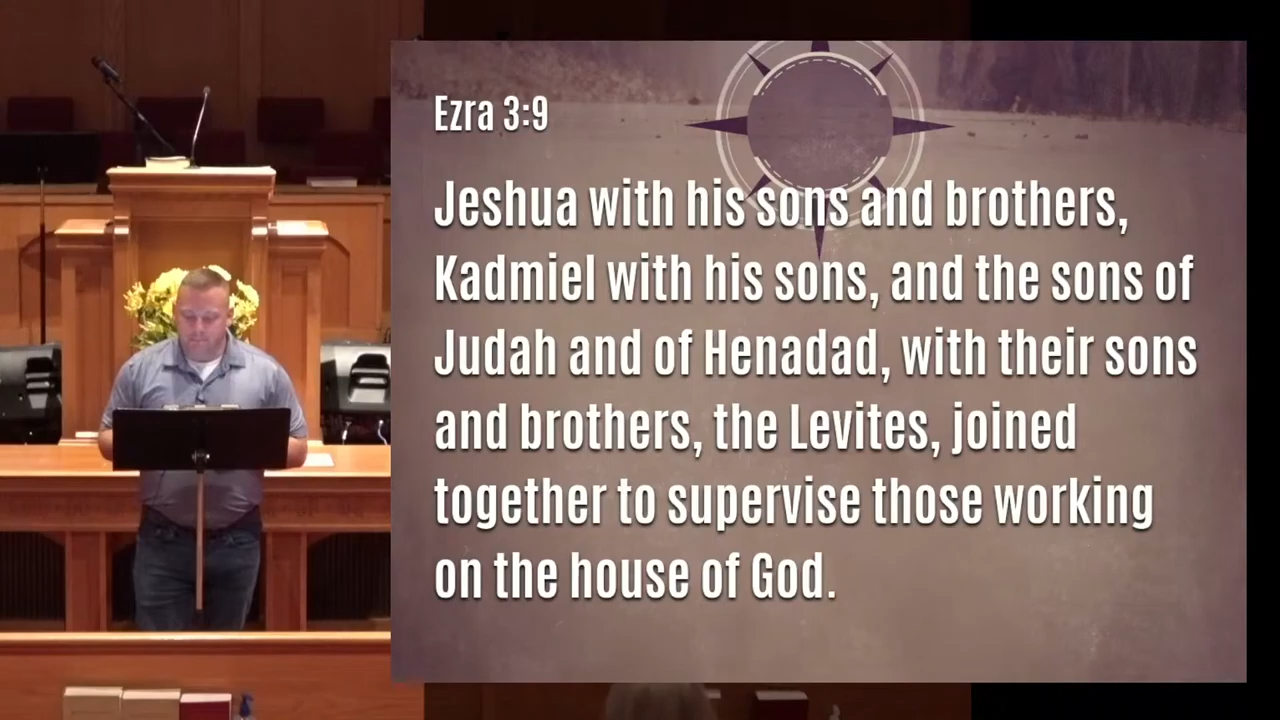 Ezra 3:9
Jeshua with his sons and brothers,
Kadmiel with his sons, and the sons of
Judah and of Henadad, with their sons
and brothers, the Levites, joined
together to supervise those working
on the house of God.